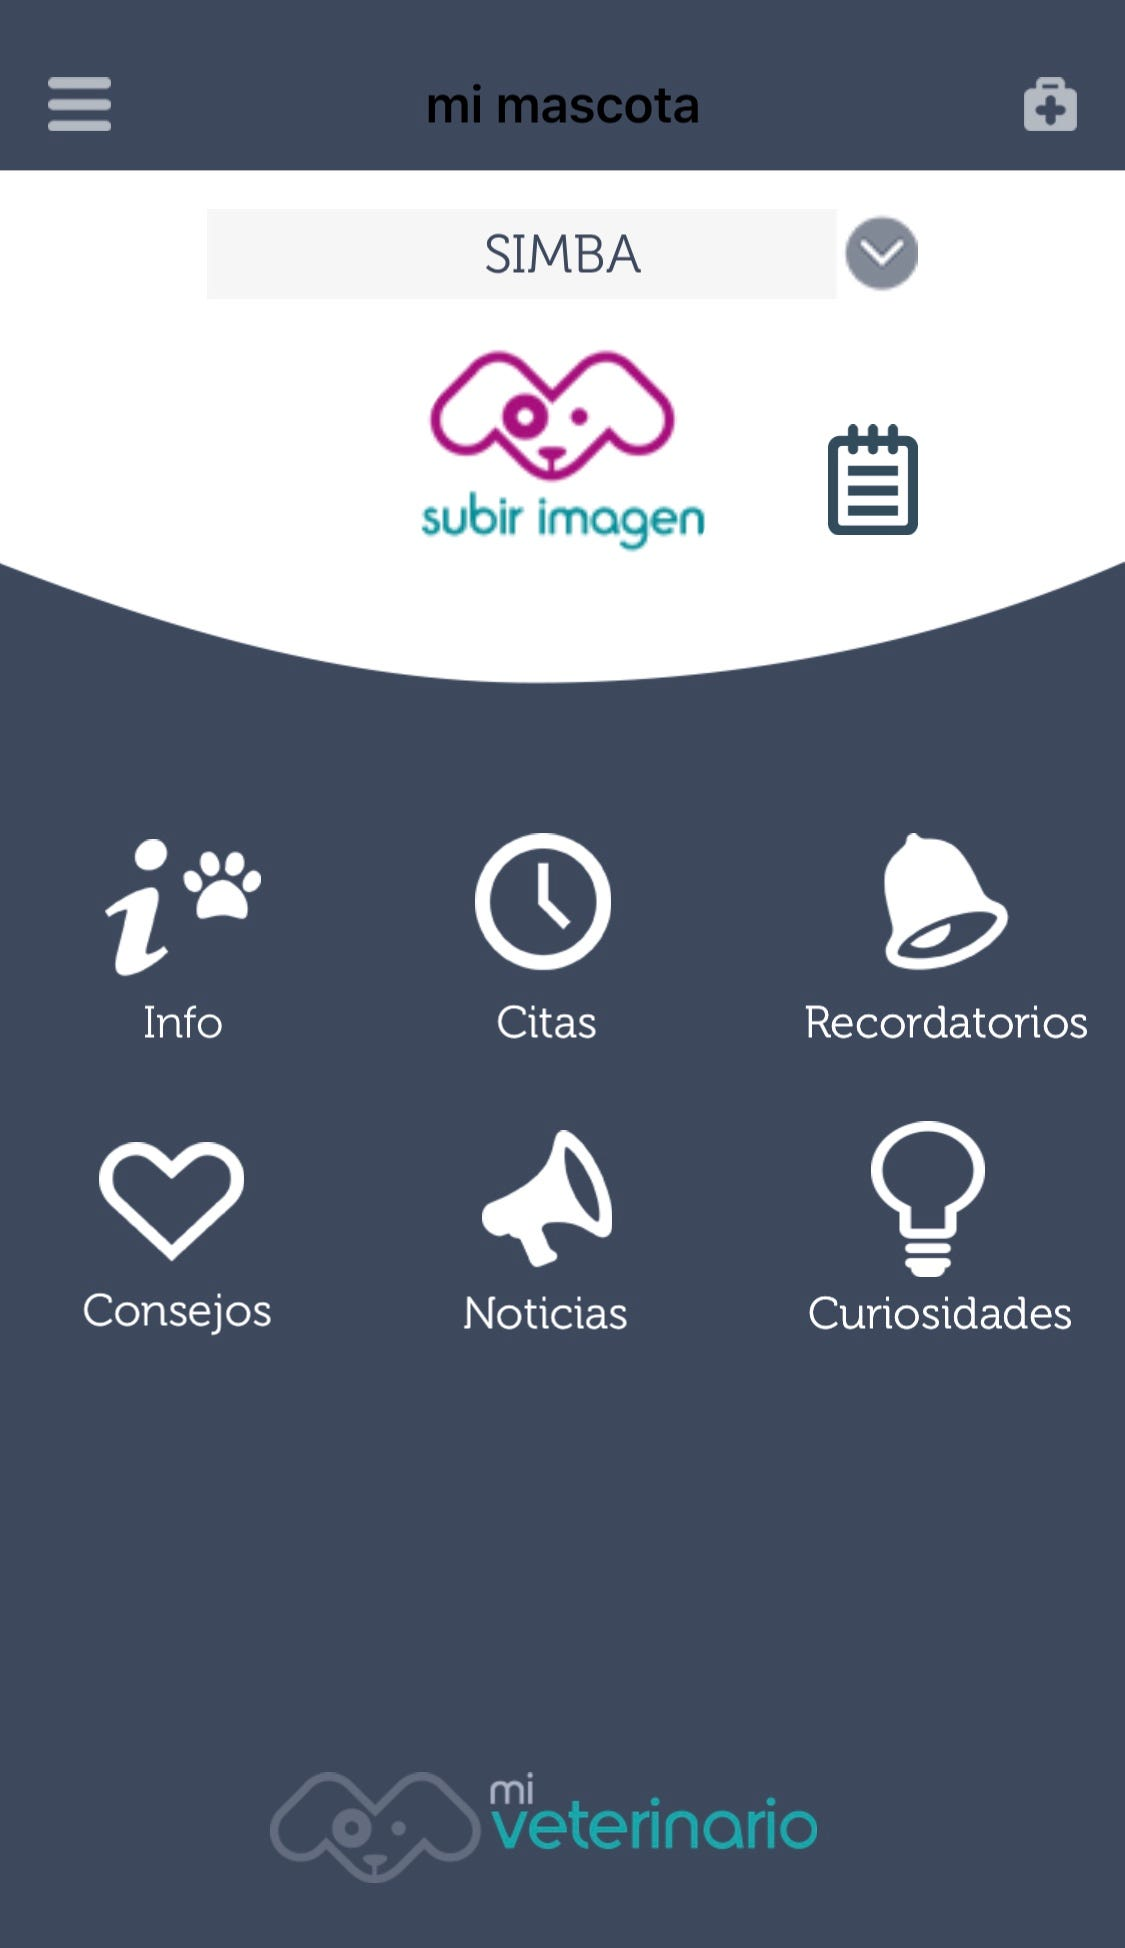 mi mascota
SIMBA
subir imagen
Info
Citas
Recordatorios
Consejos
Noticias
Curiosidades
mi
veterinario